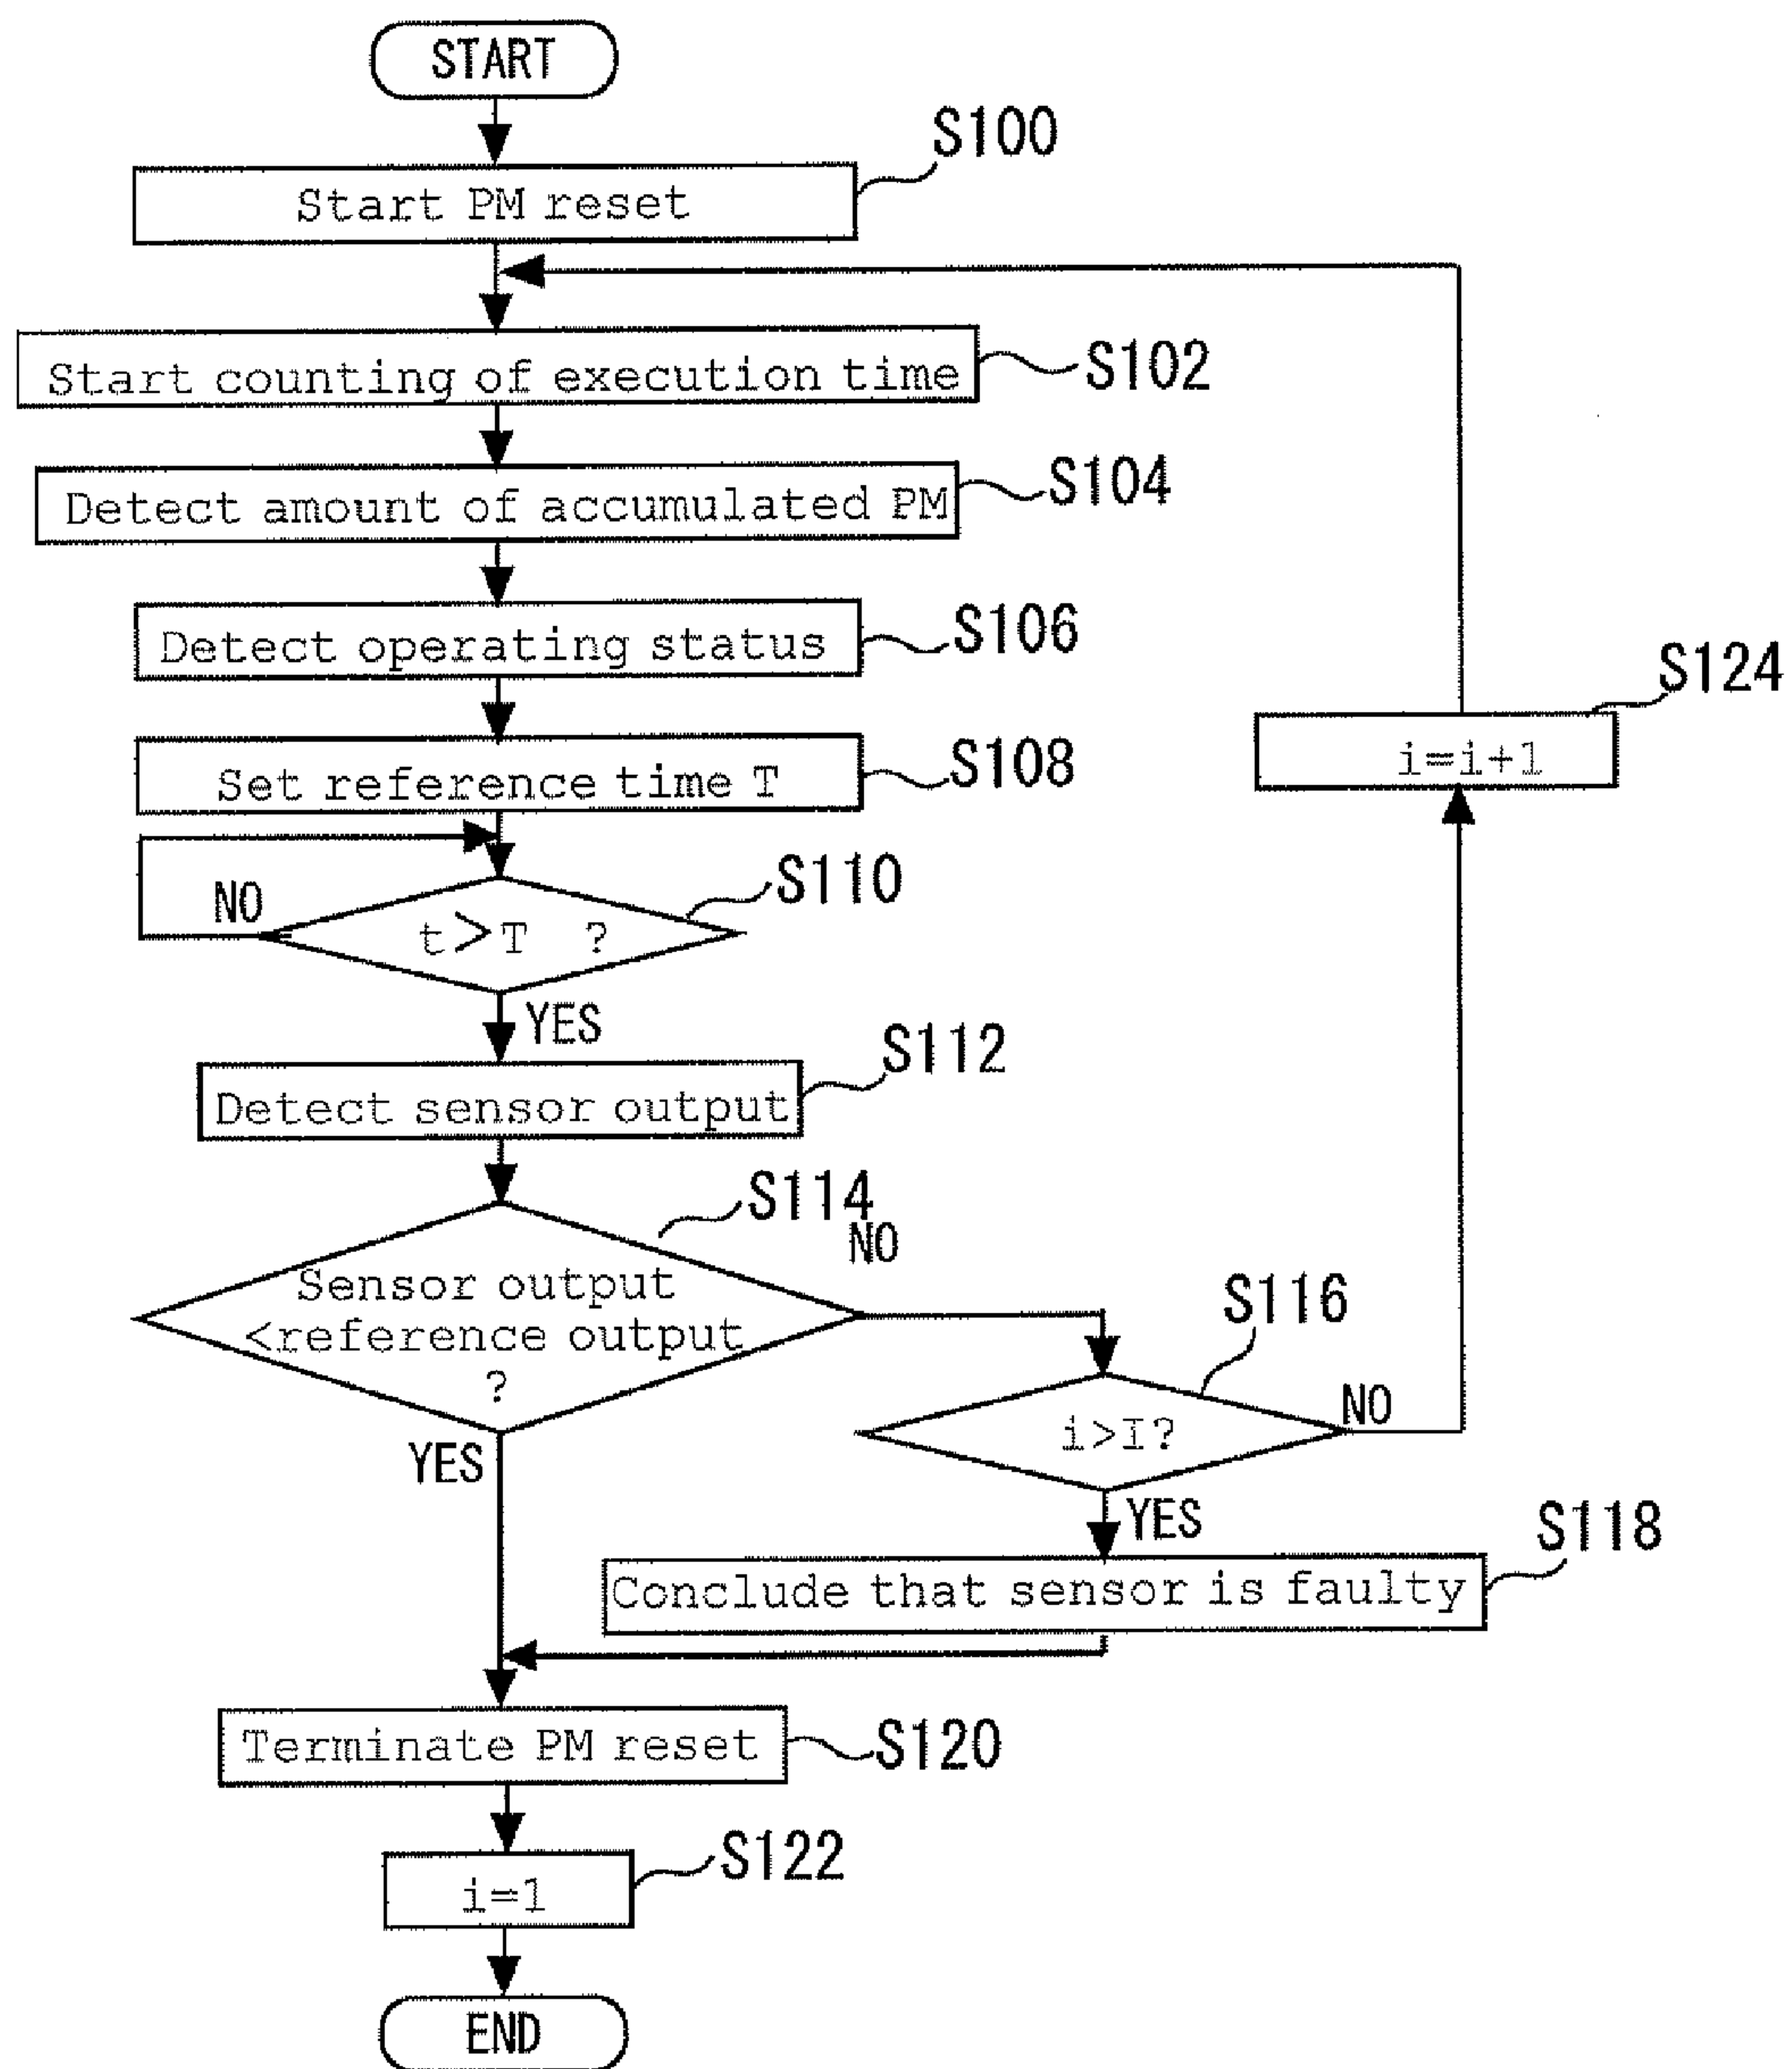 START
S100
Start PM reset
S102
Start counting of execution time
S104
Detect amount of accumulated PM
S106
Detect operating status
S124
i=i+1
S108
Set reference time T
S110
NO
t>T ?
YES
S112
Detect sensor output
S114
NO
Sensor output
<reference output
?
YES
S116
i>I?
NO
YES
S118
Conclude that sensor is faulty
S120
Terminate PM reset
S122
i=1
END